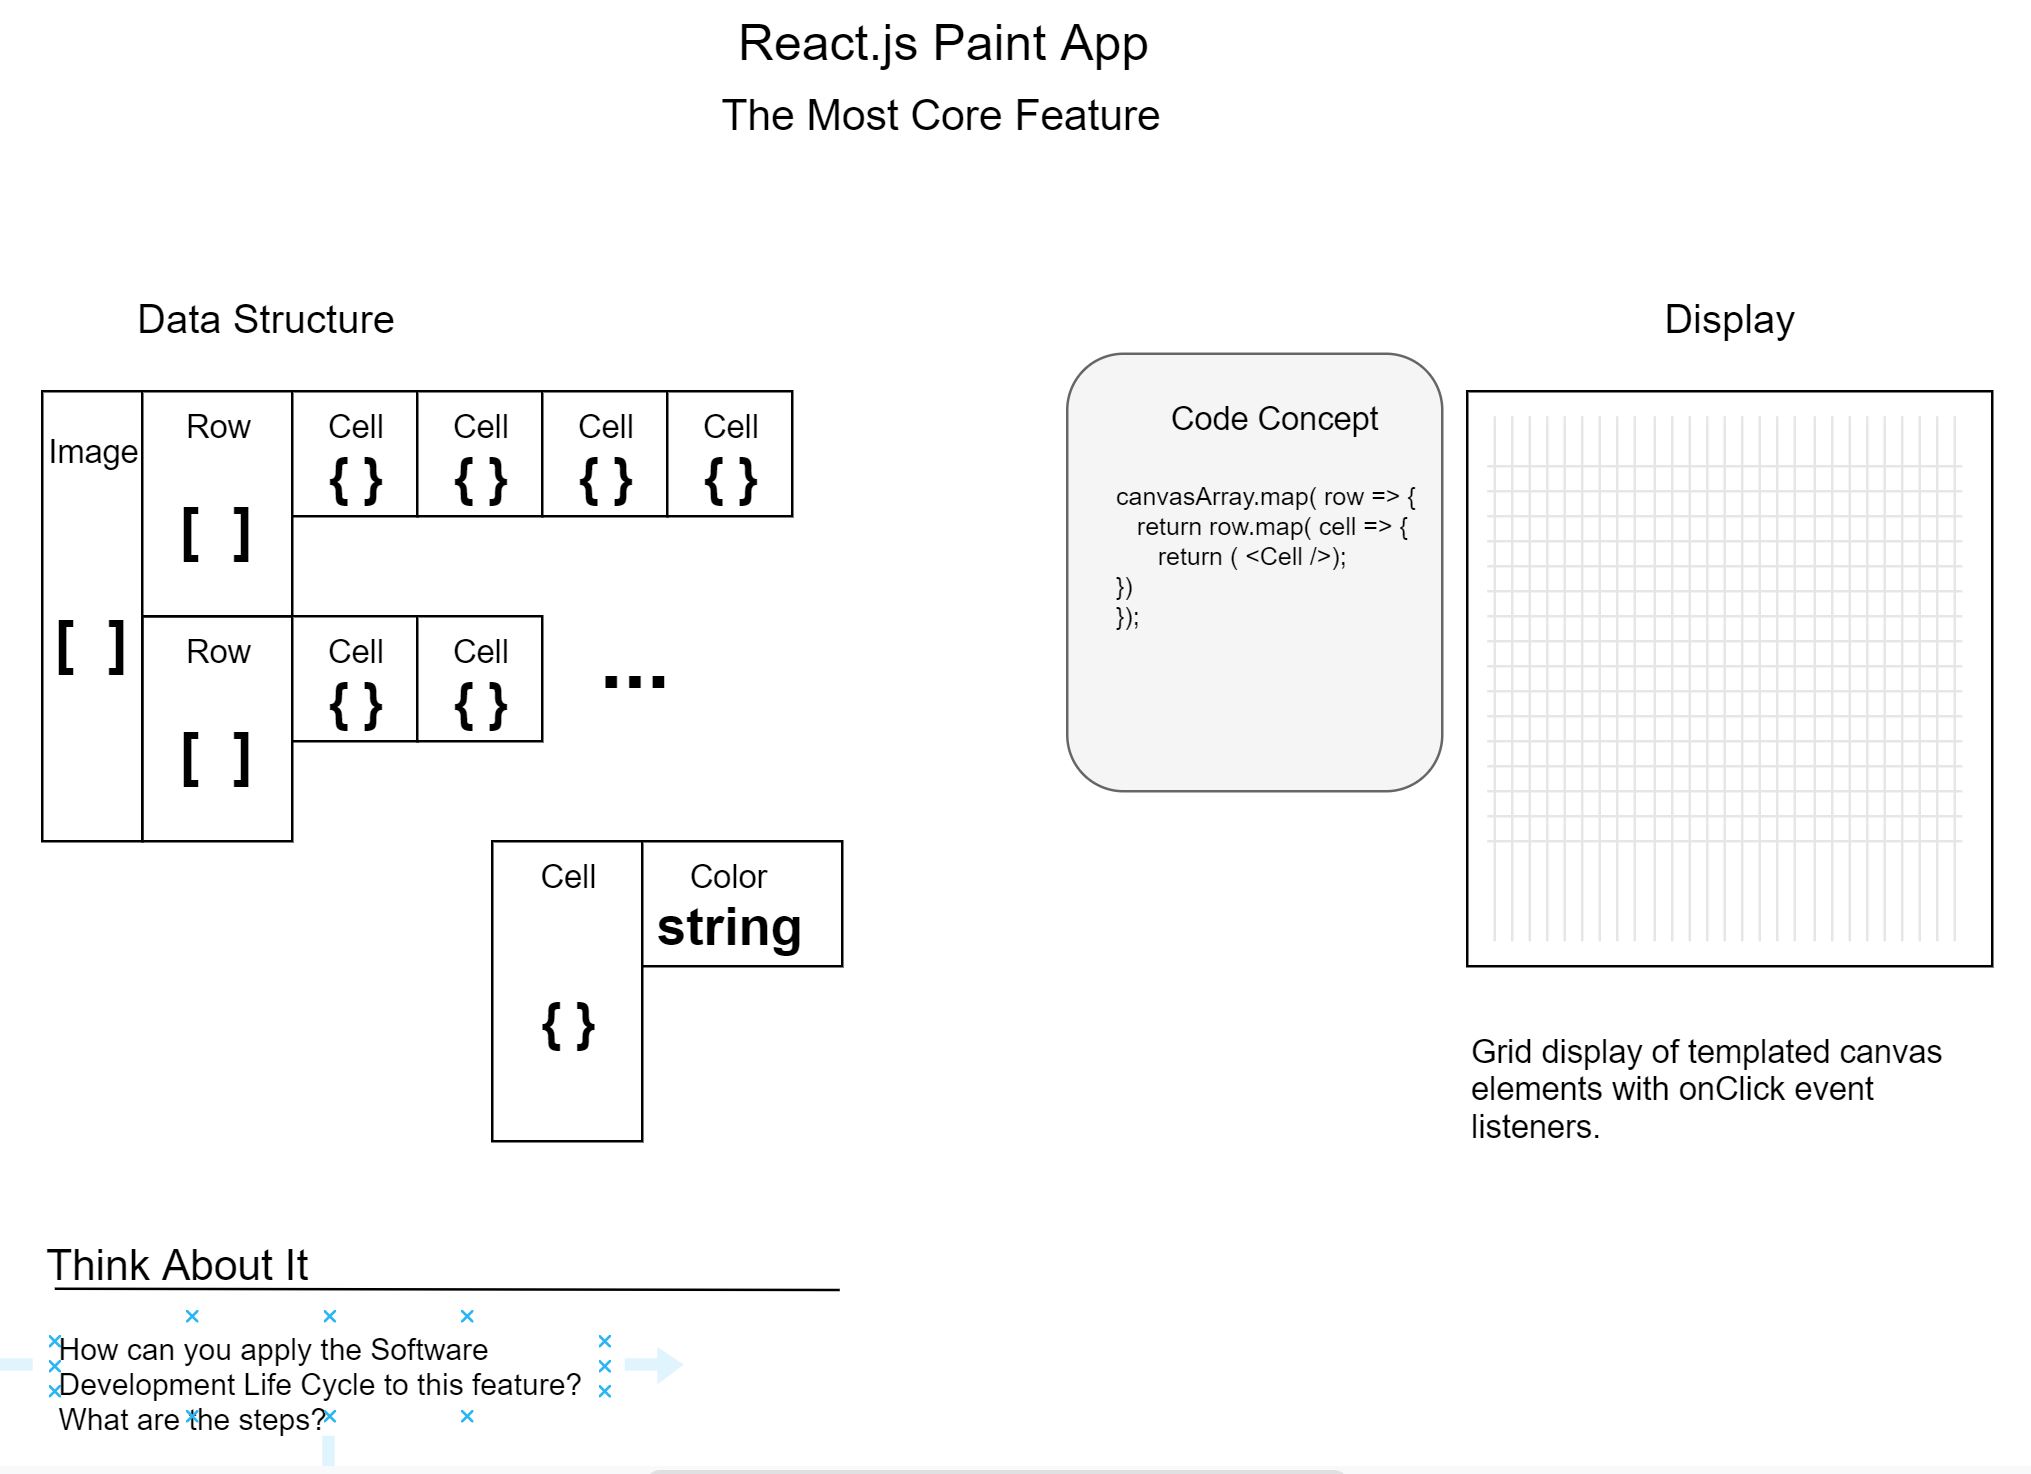 React.js Paint App
The Most Core Feature
Data Structure
Display
Image
[ ]
Row
[ ]
Cell
{ }
Cell
{ }
Cell
{ }
Cell
{ }
Row
[ ]
Cell
{ }
Cell
{ }
...
Cell
{ }
Color
string
Code Concept
canvasArray.map( row => {
return row.map( cell => {
return ( <Cell />);
})
});
Grid display of templated canvas
elements with onClick event
listeners.
Think About It
How can you apply the Software
Development Life Cycle to this feature?
What are the steps?